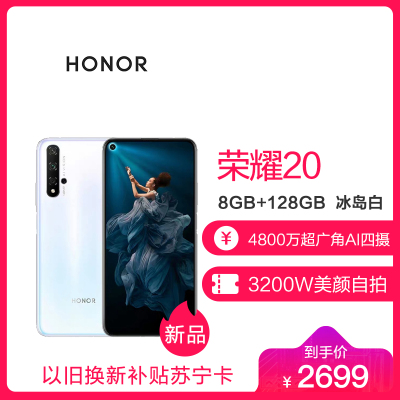 HONOR
荣耀20
8GB+128GB 冰岛白
¥ 4800万超广角AI四摄
3200W美颜自拍
HONOR
新品
到手价
¥2699
以旧换新补贴苏宁卡